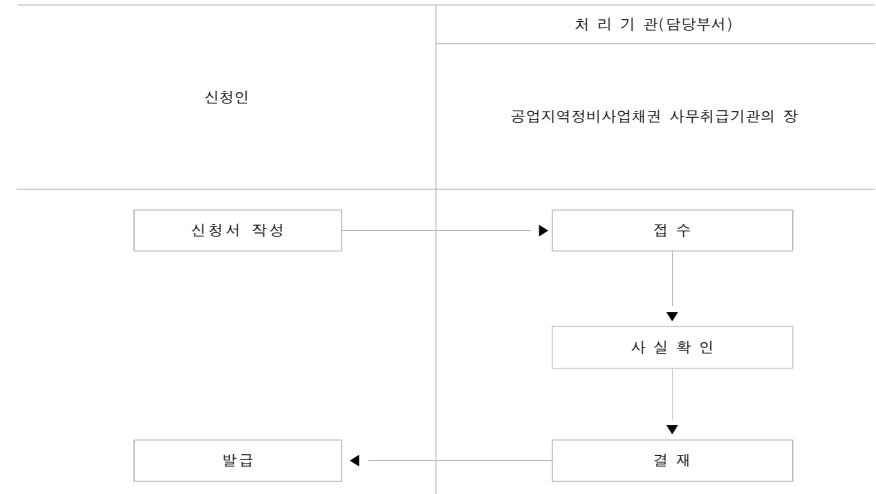 처 리 기 관(담당부서)
신청인
공업지역정비사업채권 사무취급기관의 장
신청서 작성
접 수
사 실 확 인
발급
결 재